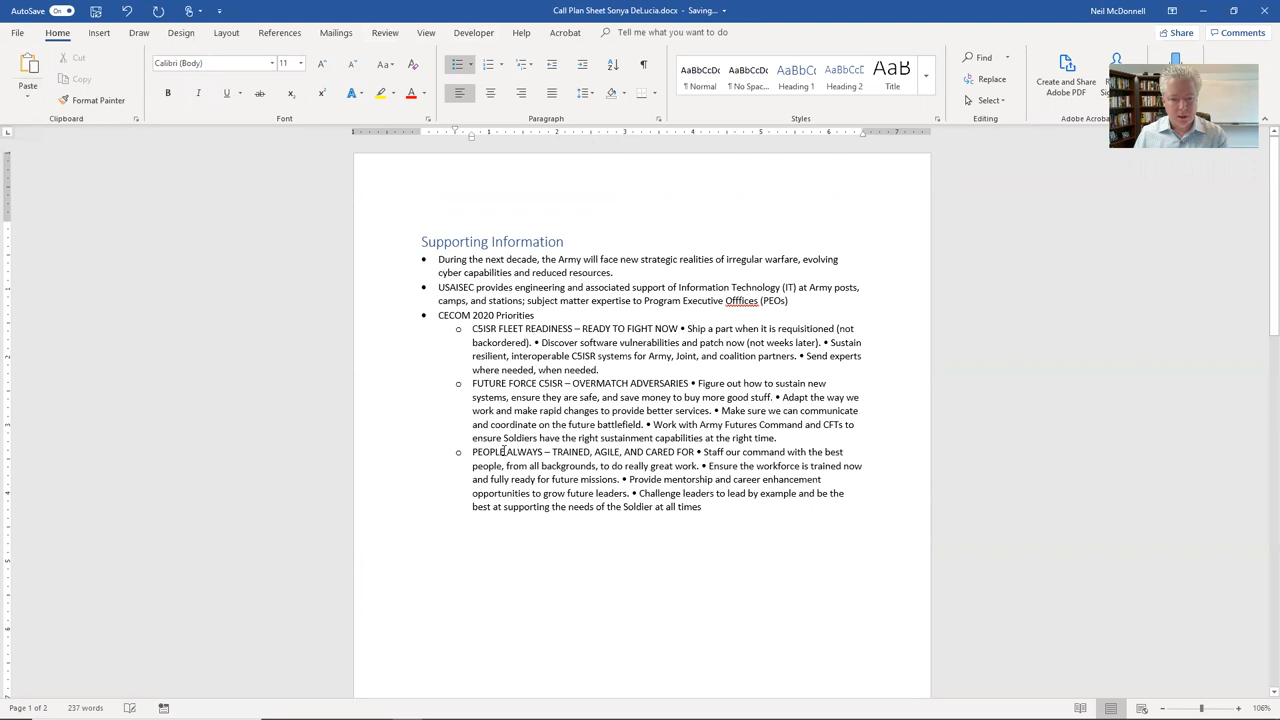 AutoSave On Call Plan Sheet Sonya DeLucia.docx - Saving... Neil McDonnell
File Home Insert Draw Design Layout References Mailings Review View Developer Help Acrobat Tell me what you want to do Share Comments
Cut
Copy
Format Painter
Paste
Calibri (Body) 11
AaBbCcDc AaBbCcDc AaBbCc AaBbCcD AaB
¶ Normal ¶ No Spac... Heading 1 Heading 2 Title
Find
Replace
Select
Create and Share
Adobe PDF
Clipboard Font Paragraph Styles Editing
Supporting Information
• During the next decade, the Army will face new strategic realities of irregular warfare, evolving
cyber capabilities and reduced resources.
• USAISEC provides engineering and associated support of Information Technology (IT) at Army posts,
camps, and stations; subject matter expertise to Program Executive Offfices (PEOs)
• CECOM 2020 Priorities
o C5ISR FLEET READINESS – READY TO FIGHT NOW • Ship a part when it is requisitioned (not
backordered). • Discover software vulnerabilities and patch now (not weeks later). • Sustain
resilient, interoperable C5ISR systems for Army, Joint, and coalition partners. • Send experts
where needed, when needed.
o FUTURE FORCE C5ISR – OVERMATCH ADVERSARIES • Figure out how to sustain new
systems, ensure they are safe, and save money to buy more good stuff. • Adapt the way we
work and make rapid changes to provide better services. • Make sure we can communicate
and coordinate on the future battlefield. • Work with Army Futures Command and CFTs to
ensure Soldiers have the right sustainment capabilities at the right time.
o PEOPLE ALWAYS – TRAINED, AGILE, AND CARED FOR • Staff our command with the best
people, from all backgrounds, to do really great work. • Ensure the workforce is trained now
and fully ready for future missions. • Provide mentorship and career enhancement
opportunities to grow future leaders. • Challenge leaders to lead by example and be the
best at supporting the needs of the Soldier at all times
Page 1 of 2 237 words 106%